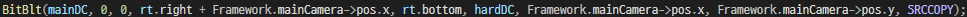 BitBlt(mainDC, 0, 0, rt.right + Framework.mainCamera->pos.x, rt.bottom, hardDC, Framework.mainCamera->pos.x, Framework.mainCamera->pos.y, SRCCOPY);